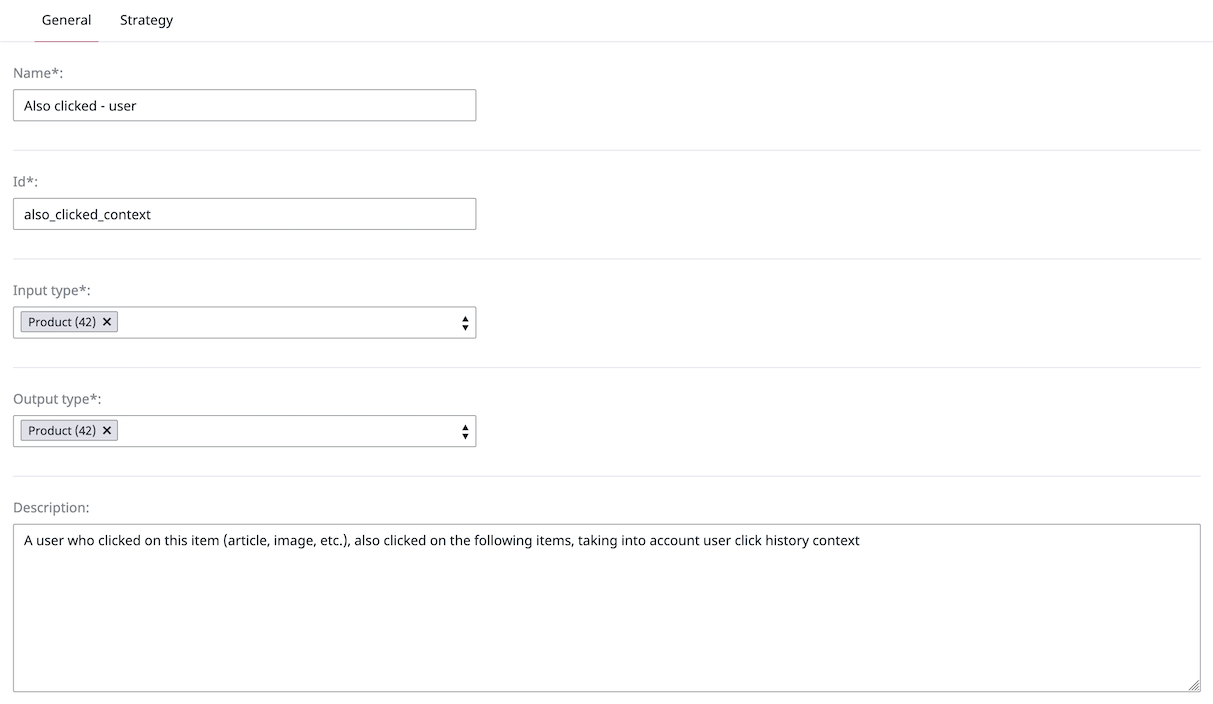 General Strategy
Name*:
Also clicked - user
Id*:
also_clicked_context
Input type*:
Product (42) ✕
Output type*:
Product (42) ✕
Description:
A user who clicked on this item (article, image, etc.), also clicked on the following items, taking into account user click history context